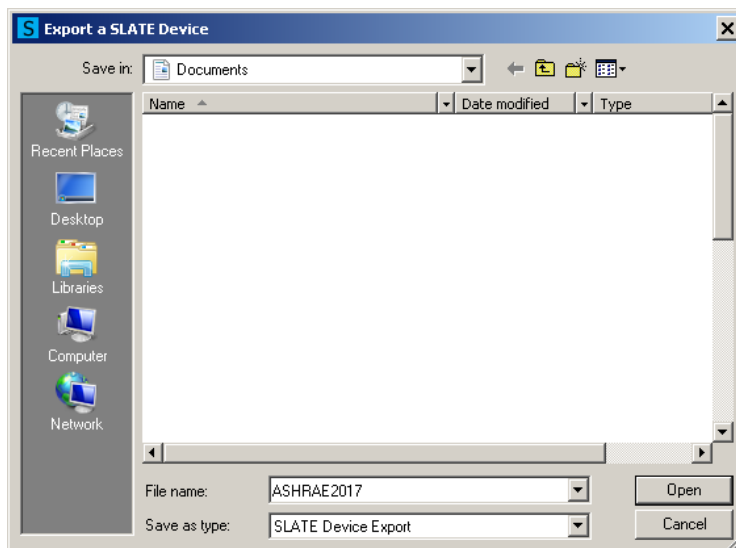 S Export a SLATE Device
Save in: Documents
Name Date modified Type
Recent Places
Desktop
Libraries
Computer
Network
File name: ASHRAE2017 Open
Save as type: SLATE Device Export Cancel